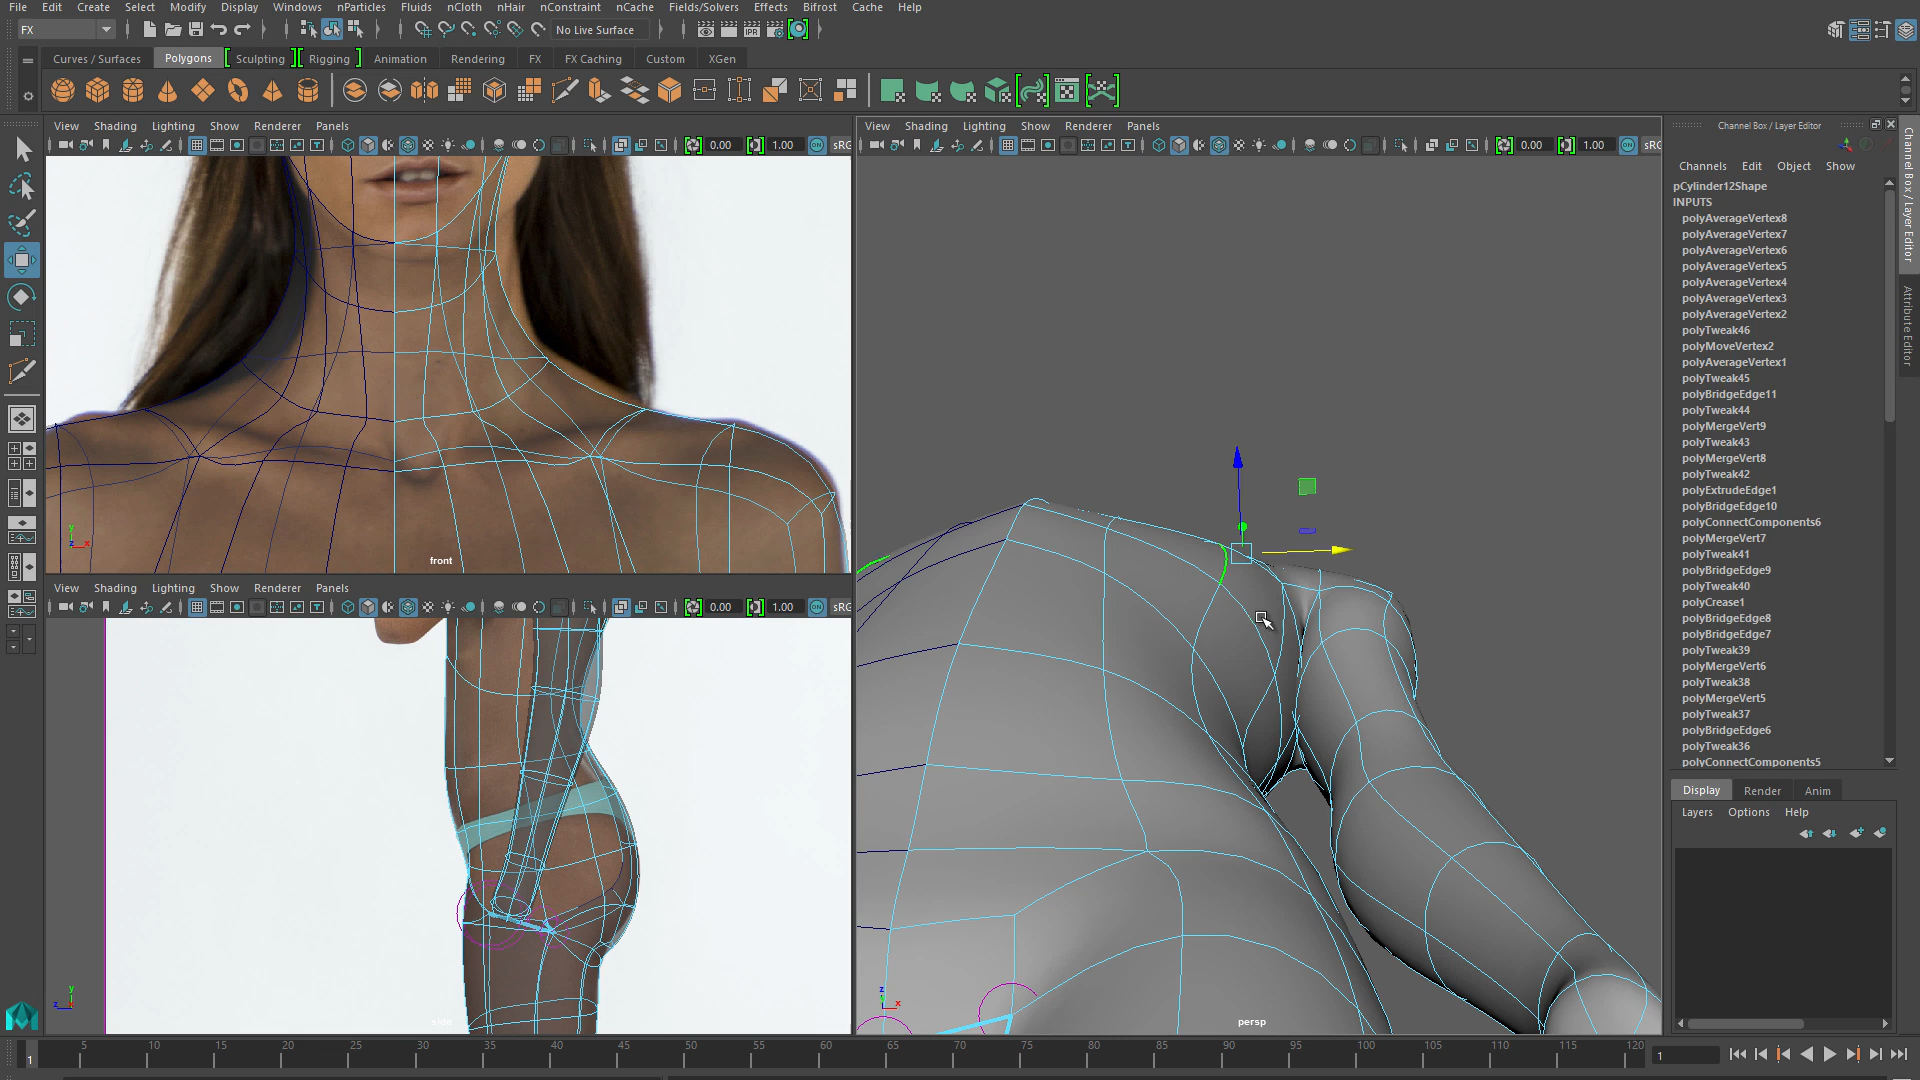 File Edit Create Select Modify Display Windows nParticles Fluids nCloth nHair nConstraint nCache Fields/Solvers Effects Bifrost Cache Help
FX No Live Surface IPR
Curves / Surfaces Polygons Sculpting Rigging Animation Rendering FX FX Caching Custom XGen
View Shading Lighting Show Renderer Panels
0.00 1.00 ON sRG
front
View Shading Lighting Show Renderer Panels
0.00 1.00 ON sRG
side
View Shading Lighting Show Renderer Panels
0.00 1.00 ON sRG
persp
Channel Box / Layer Editor
Channels Edit Object Show
pCylinder12Shape
INPUTS
polyAverageVertex8
polyAverageVertex7
polyAverageVertex6
polyAverageVertex5
polyAverageVertex4
polyAverageVertex3
polyAverageVertex2
polyTweak46
polyMoveVertex2
polyAverageVertex1
polyTweak45
polyBridgeEdge11
polyTweak44
polyMergeVert9
polyTweak43
polyMergeVert8
polyTweak42
polyExtrudeEdge1
polyBridgeEdge10
polyConnectComponents6
polyMergeVert7
polyTweak41
polyBridgeEdge9
polyTweak40
polyCrease1
polyBridgeEdge8
polyBridgeEdge7
polyTweak39
polyMergeVert6
polyTweak38
polyMergeVert5
polyTweak37
polyBridgeEdge6
polyTweak36
polyConnectComponents5
Display Render Anim
Layers Options Help
Channel Box / Layer Editor
Attribute Editor
1 5 10 15 20 25 30 35 40 45 50 55 60 65 70 75 80 85 90 95 100 105 110 115 120 1
y
x
z
y
x
z
x